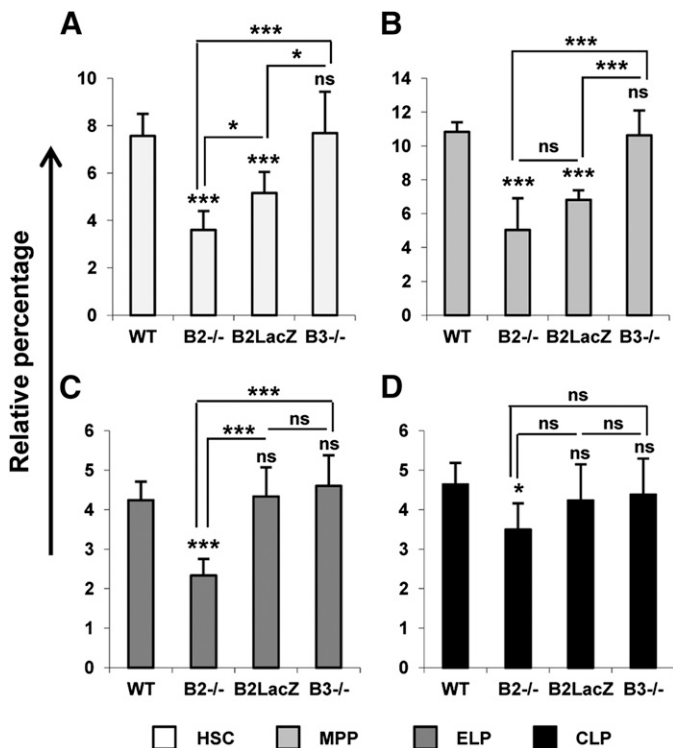 A
***
*
ns
*
***
***
10
8
6
4
2
0
WT B2-/- B2LacZ B3-/-
B
***
***
ns
ns
***
***
14
12
10
8
6
4
2
0
WT B2-/- B2LacZ B3-/-
C
***
ns
***
ns
ns
***
6
5
4
3
2
1
0
WT B2-/- B2LacZ B3-/-
D
ns
ns
ns
ns
ns
*
6
5
4
3
2
1
0
WT B2-/- B2LacZ B3-/-
Relative percentage
HSC MPP ELP CLP